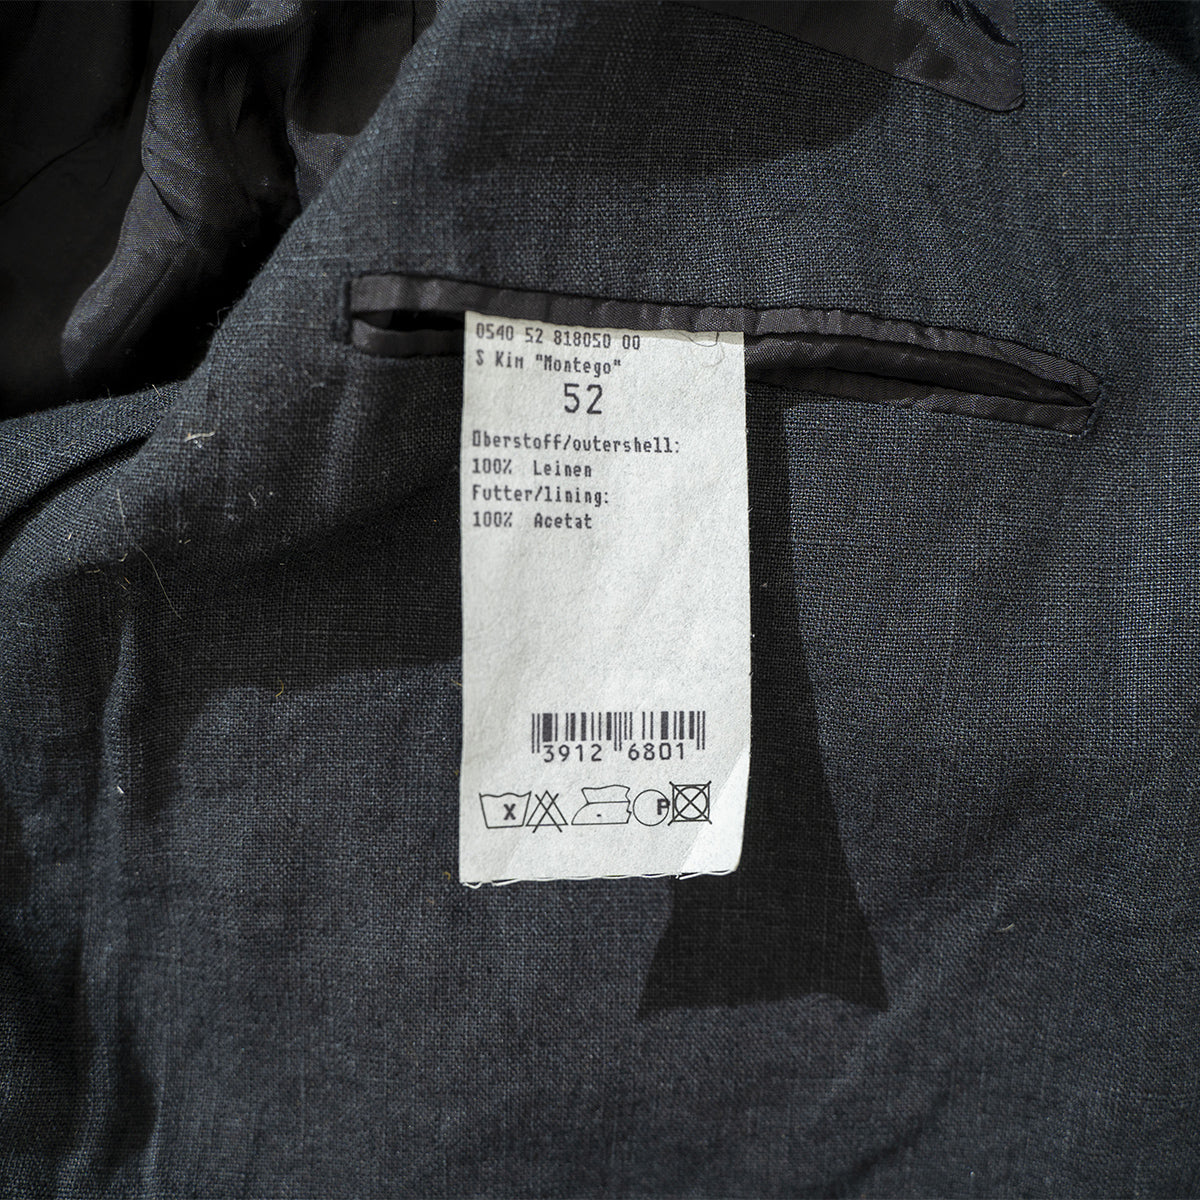 0540 52 818050 00
S Kim "Montego"
52
Oberstoff/outershell:
100% Leinen
Futter/lining:
100% Acetat
3912 6801
X P